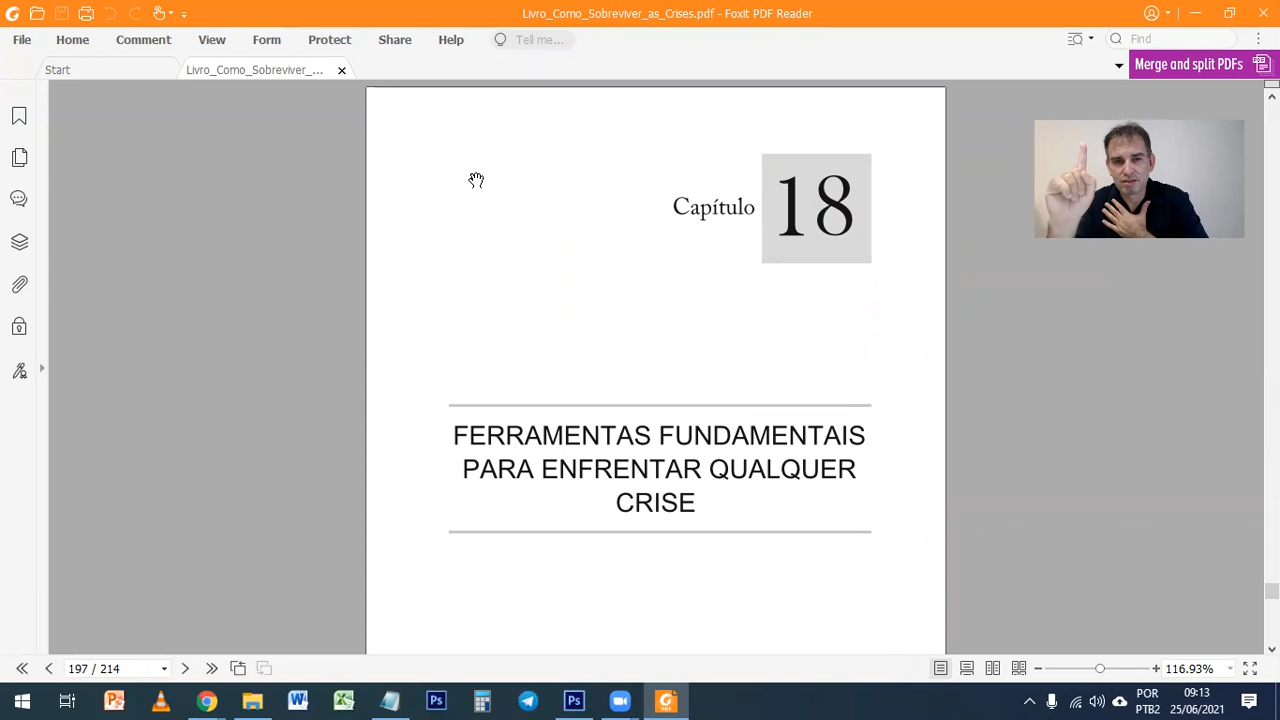 Livro_Como_Sobreviver_as_Crises.pdf - Foxit PDF Reader
File Home Comment View Form Protect Share Help Tell me... Find
Start Livro_Como_Sobreviver_... Merge and split PDFs
Capítulo 18
FERRAMENTAS FUNDAMENTAIS
PARA ENFRENTAR QUALQUER
CRISE
197 / 214 116.93%
POR 09:13
PTB2 25/06/2021